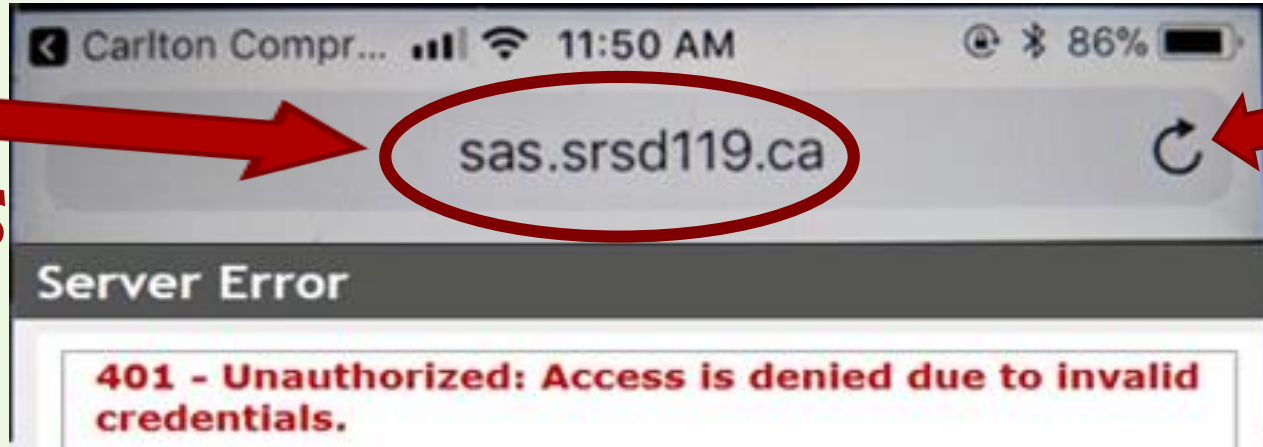 Carlton Compr... 11:50 AM 86%
sas.srsd119.ca
Server Error
401 - Unauthorized: Access is denied due to invalid
credentials.